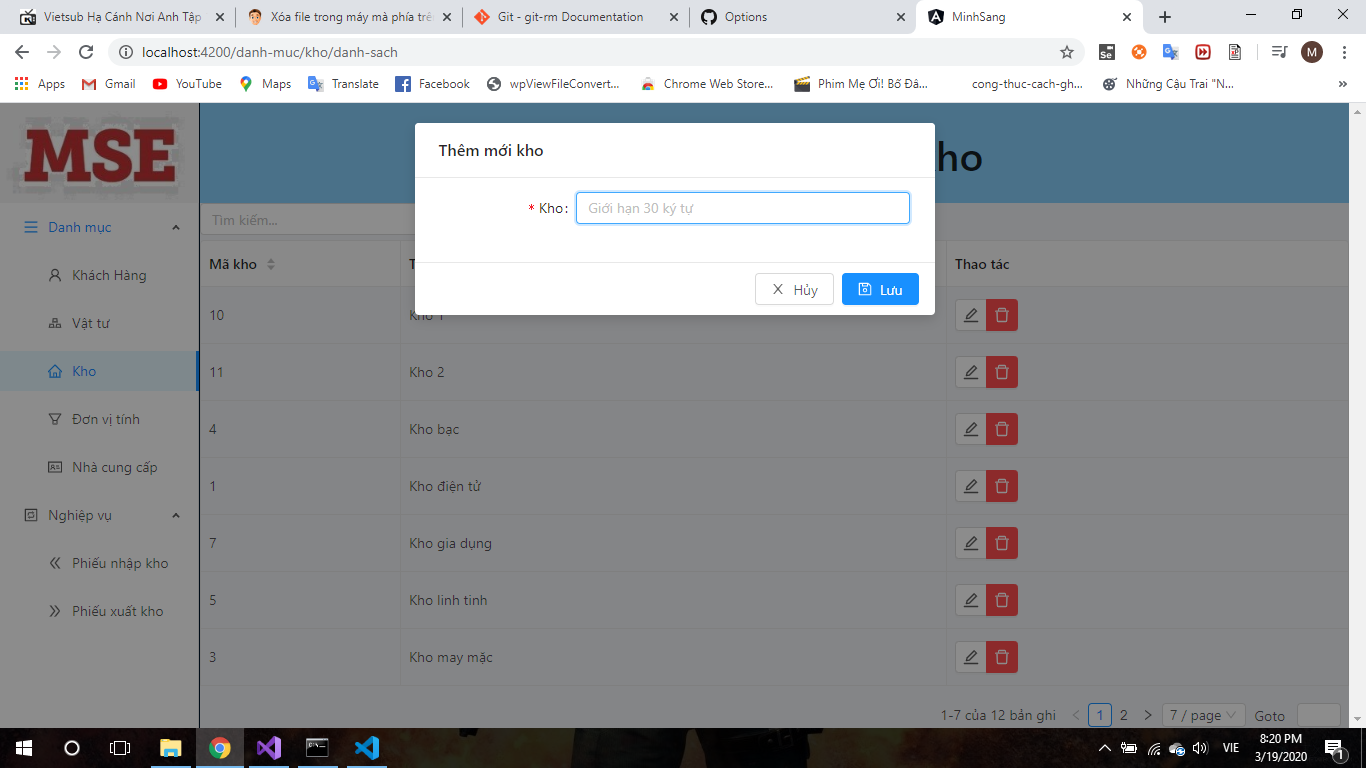 Vietsub Hạ Cánh Nơi Anh Tập
Xóa file trong máy mà phía trê
Git - git-rm Documentation
Options
MinhSang
localhost:4200/danh-muc/kho/danh-sach
M
Apps
Gmail
YouTube
Maps
Translate
Facebook
wpViewFileConvert...
Chrome Web Store...
Phim Mẹ Ơi! Bố Đâ...
cong-thuc-cach-gh...
Những Cậu Trai "N...
MSE
ho
Thêm mới kho
* Kho:
Giới hạn 30 ký tự
Hủy
Lưu
Tìm kiếm...
Danh mục
Khách Hàng
Vật tư
Kho
Đơn vị tính
Nhà cung cấp
Nghiệp vụ
Phiếu nhập kho
Phiếu xuất kho
Mã kho
T
Thao tác
10
Kho 1
11
Kho 2
4
Kho bạc
1
Kho điện tử
7
Kho gia dụng
5
Kho linh tinh
3
Kho may mặc
1-7 của 12 bản ghi
1
2
7 / page
Goto
VIE
8:20 PM
3/19/2020
1